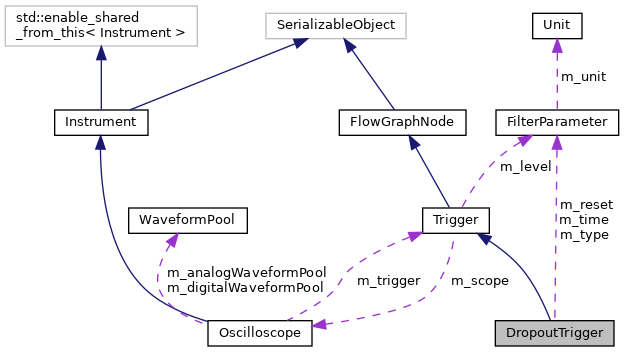 std::enable_shared
_from_this< Instrument >
SerializableObject
Unit
m_unit
Instrument
FlowGraphNode
FilterParameter
m_level
WaveformPool
Trigger
m_reset
m_time
m_type
m_analogWaveformPool
m_digitalWaveformPool
m_trigger
m_scope
Oscilloscope
DropoutTrigger